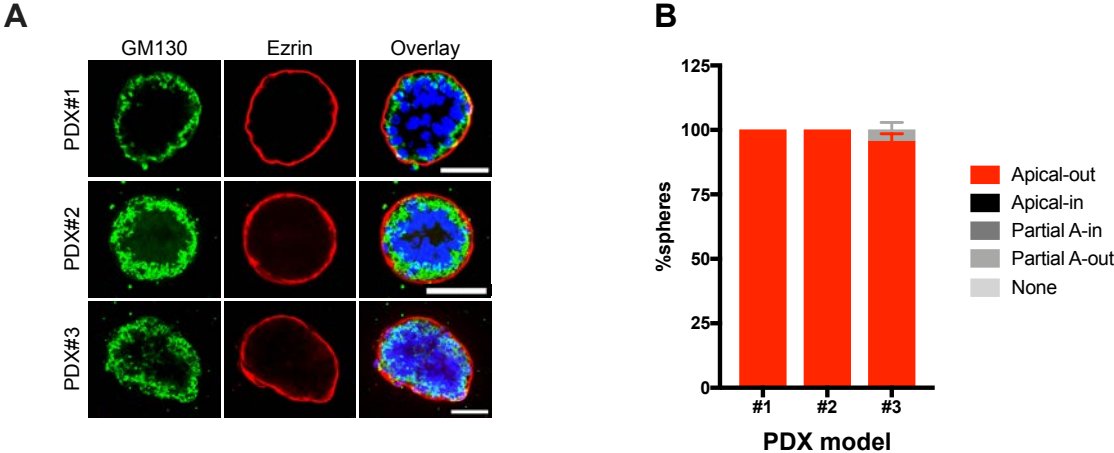 A
GM130 Ezrin Overlay
PDX#1
PDX#2
PDX#3
B
125
100
75
50
25
0
%spheres
#1 #2 #3
PDX model
Apical-out
Apical-in
Partial A-in
Partial A-out
None